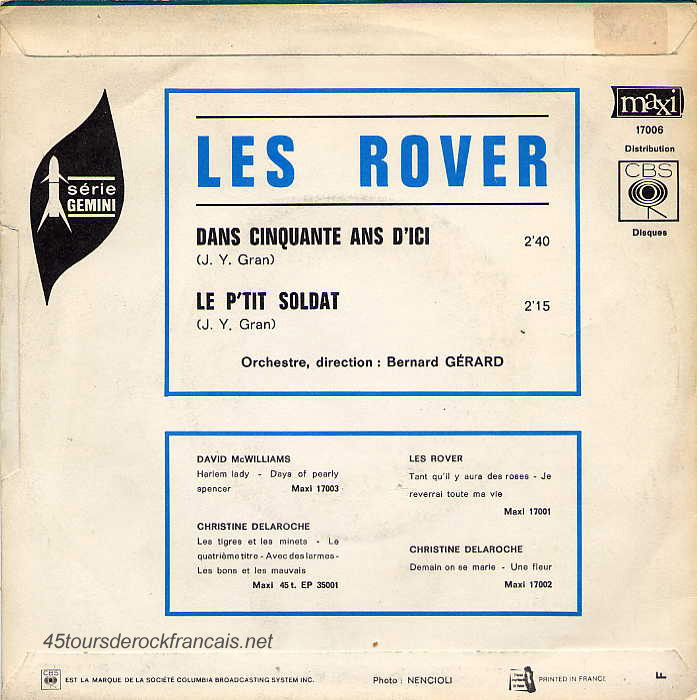 maxi
17006
Distribution
CBS
Disques
série
GEMINI
LES ROVER
DANS CINQUANTE ANS D'ICI 2'40
(J. Y. Gran)
LE P'TIT SOLDAT 2'15
(J. Y. Gran)
Orchestre, direction : Bernard GÉRARD
DAVID McWILLIAMS
Harlem lady - Days of pearly
spencer Maxi 17003
CHRISTINE DELAROCHE
Les tigres et les minets - Le
quatrième titre - Avec des larmes -
Les bons et les mauvais
Maxi 45 t. EP 35001
LES ROVER
Tant qu'il y aura des roses - Je
reverrai toute ma vie
Maxi 17001
CHRISTINE DELAROCHE
Demain on se marie - Une fleur
Maxi 17002
45toursderockfrancais.net
CBS EST LA MARQUE DE LA SOCIÉTÉ COLUMBIA BROADCASTING SYSTEM INC.
Photo : NENCIOLI
PRINTED IN FRANCE
F